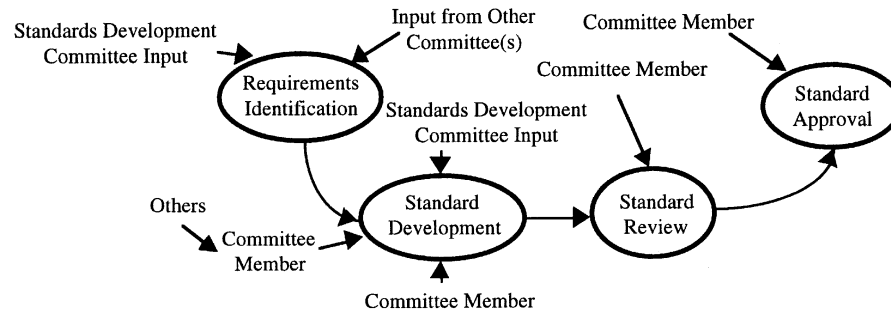 Standards Development
Committee Input
Input from Other
Committee(s)
Committee Member
Committee Member
Requirements
Identification
Standard
Approval
Standards Development
Committee Input
Others
Committee
Member
Standard
Development
Standard
Review
Committee Member